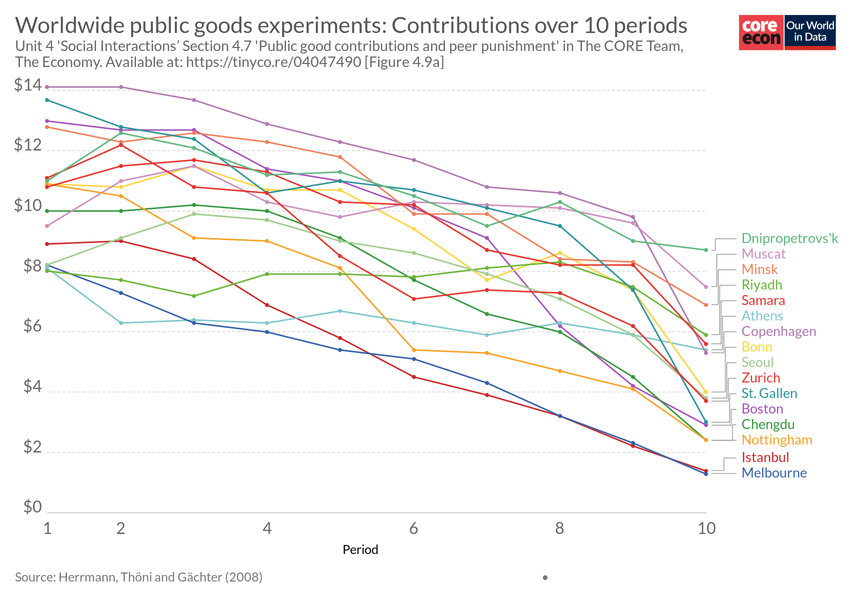 Worldwide public goods experiments: Contributions over 10 periods
Unit 4 'Social Interactions’ Section 4.7 'Public good contributions and peer punishment' in The CORE Team,
The Economy. Available at: https://tinyco.re/04047490 [Figure 4.9a]
core
econ
Our World
in Data
$14
$12
$10
$8
$6
$4
$2
$0
Dnipropetrovs'k
Muscat
Minsk
Riyadh
Samara
Athens
Copenhagen
Bonn
Seoul
Zurich
St. Gallen
Boston
Chengdu
Nottingham
Istanbul
Melbourne
1 2 4 6 8 10
Period
Source: Herrmann, Thöni and Gächter (2008)